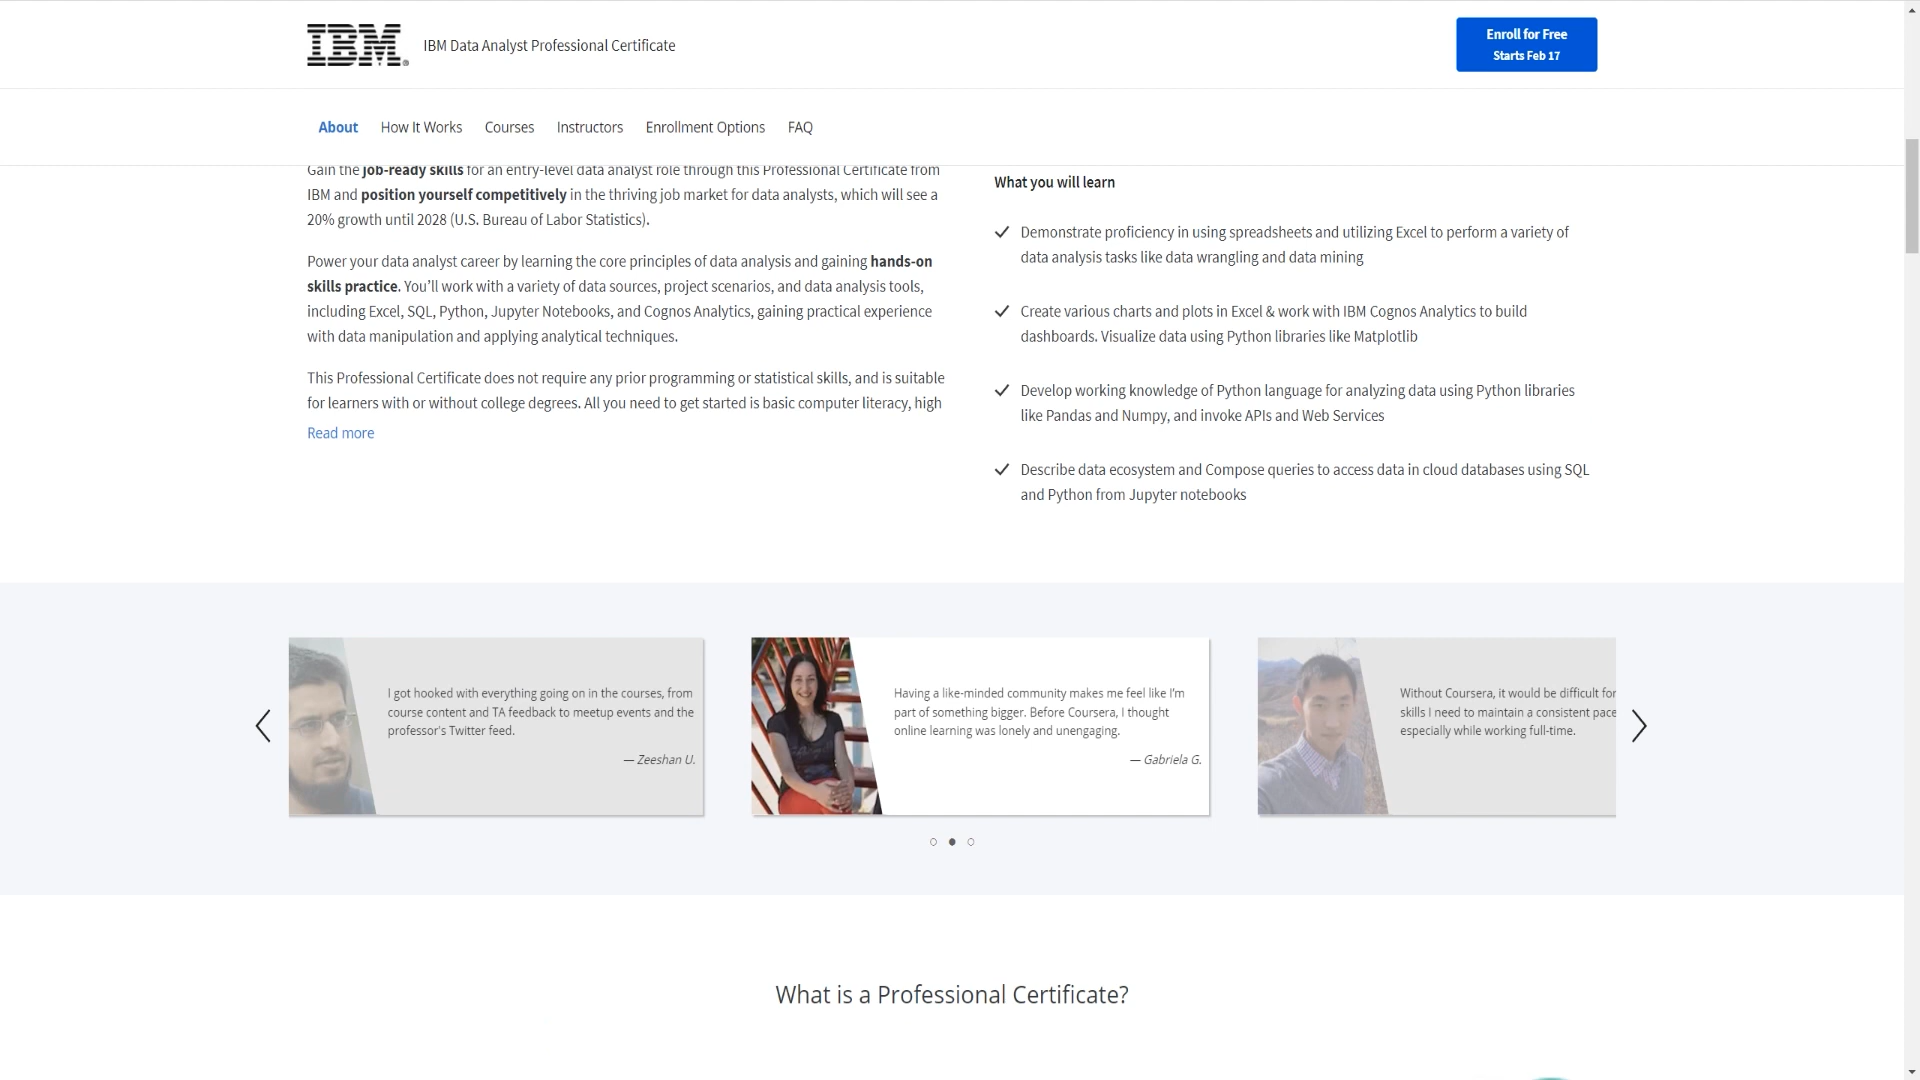 IBM®
IBM Data Analyst Professional Certificate
Enroll for Free
Starts Feb 17
About
How It Works
Courses
Instructors
Enrollment Options
FAQ
Gain the job-ready skills for an entry-level data analyst role through this Professional Certificate from
IBM and position yourself competitively in the thriving job market for data analysts, which will see a
20% growth until 2028 (U.S. Bureau of Labor Statistics).
Power your data analyst career by learning the core principles of data analysis and gaining hands-on
skills practice. You’ll work with a variety of data sources, project scenarios, and data analysis tools,
including Excel, SQL, Python, Jupyter Notebooks, and Cognos Analytics, gaining practical experience
with data manipulation and applying analytical techniques.
This Professional Certificate does not require any prior programming or statistical skills, and is suitable
for learners with or without college degrees. All you need to get started is basic computer literacy, high
Read more
What you will learn
Demonstrate proficiency in using spreadsheets and utilizing Excel to perform a variety of
data analysis tasks like data wrangling and data mining
Create various charts and plots in Excel & work with IBM Cognos Analytics to build
dashboards. Visualize data using Python libraries like Matplotlib
Develop working knowledge of Python language for analyzing data using Python libraries
like Pandas and Numpy, and invoke APIs and Web Services
Describe data ecosystem and Compose queries to access data in cloud databases using SQL
and Python from Jupyter notebooks
I got hooked with everything going on in the courses, from
course content and TA feedback to meetup events and the
professor's Twitter feed.
— Zeeshan U.
Having a like-minded community makes me feel like I'm
part of something bigger. Before Coursera, I thought
online learning was lonely and unengaging.
— Gabriela G.
Without Coursera, it would be difficult for
skills I need to maintain a consistent pace
especially while working full-time.
What is a Professional Certificate?